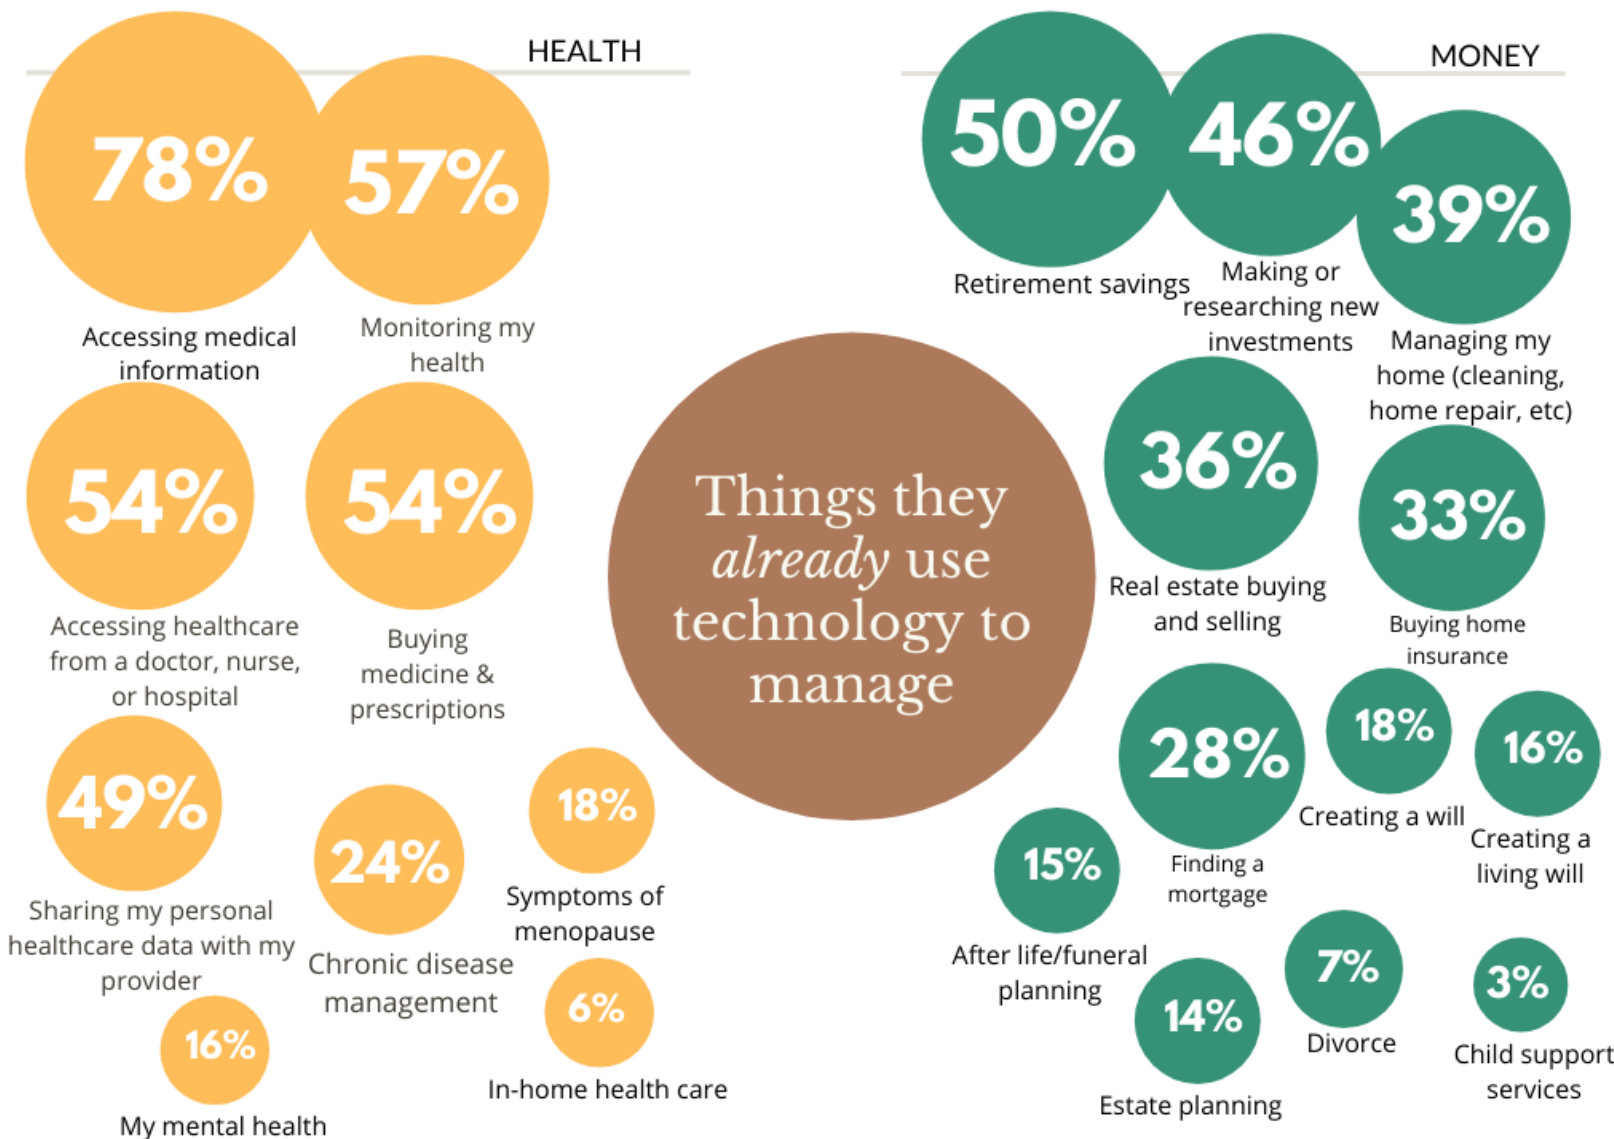 HEALTH
78%
Accessing medical
information
57%
Monitoring my
health
54%
Accessing healthcare
from a doctor, nurse,
or hospital
54%
Buying
medicine &
prescriptions
49%
Sharing my personal
healthcare data with my
provider
24%
Chronic disease
management
18%
Symptoms of
menopause
16%
My mental health
6%
In-home health care
Things they
already use
technology to
manage
MONEY
50%
Retirement savings
46%
Making or
researching new
investments
39%
Managing my
home (cleaning,
home repair, etc)
36%
Real estate buying
and selling
33%
Buying home
insurance
28%
Finding a
mortgage
18%
Creating a will
16%
Creating a
living will
15%
After life/funeral
planning
14%
Estate planning
7%
Divorce
3%
Child support
services